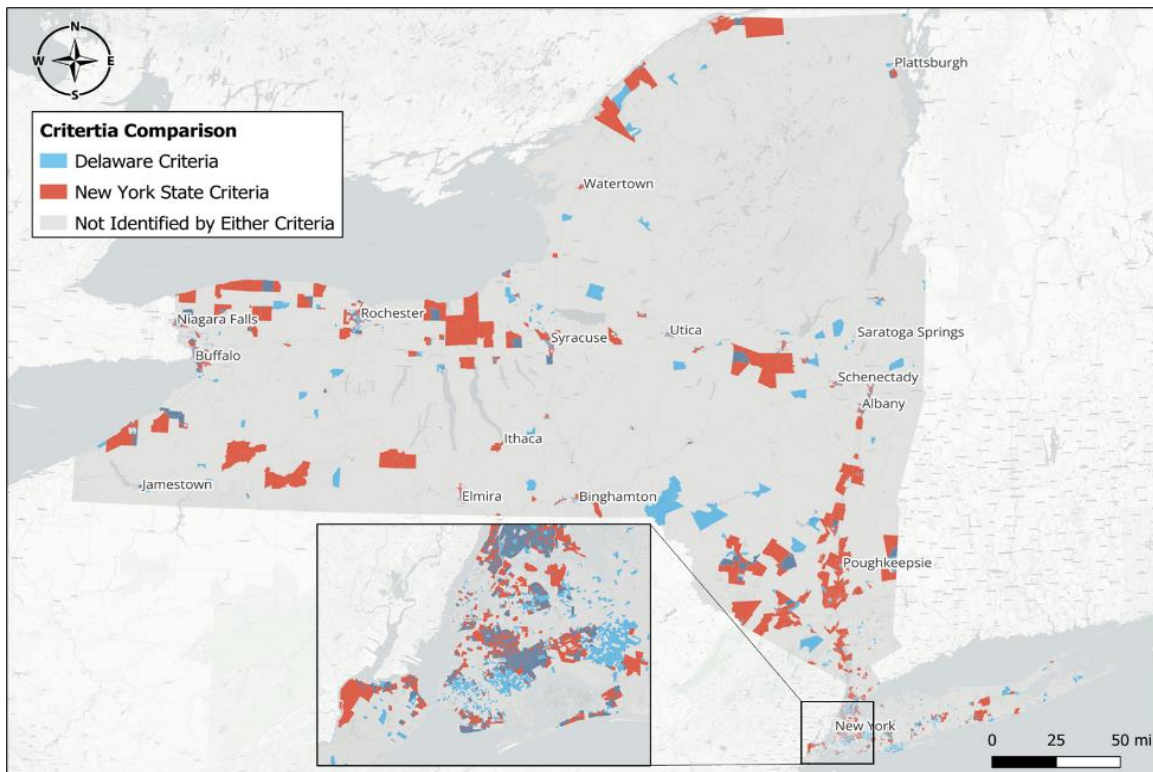 N
W E
S
Critertia Comparison
Delaware Criteria
New York State Criteria
Not Identified by Either Criteria
Plattsburgh
Watertown
Niagara Falls
Rochester
Syracuse
Utica
Saratoga Springs
Buffalo
Schenectady
Albany
Ithaca
Jamestown
Elmira
Binghamton
Poughkeepsie
New York
0 25 50 mi